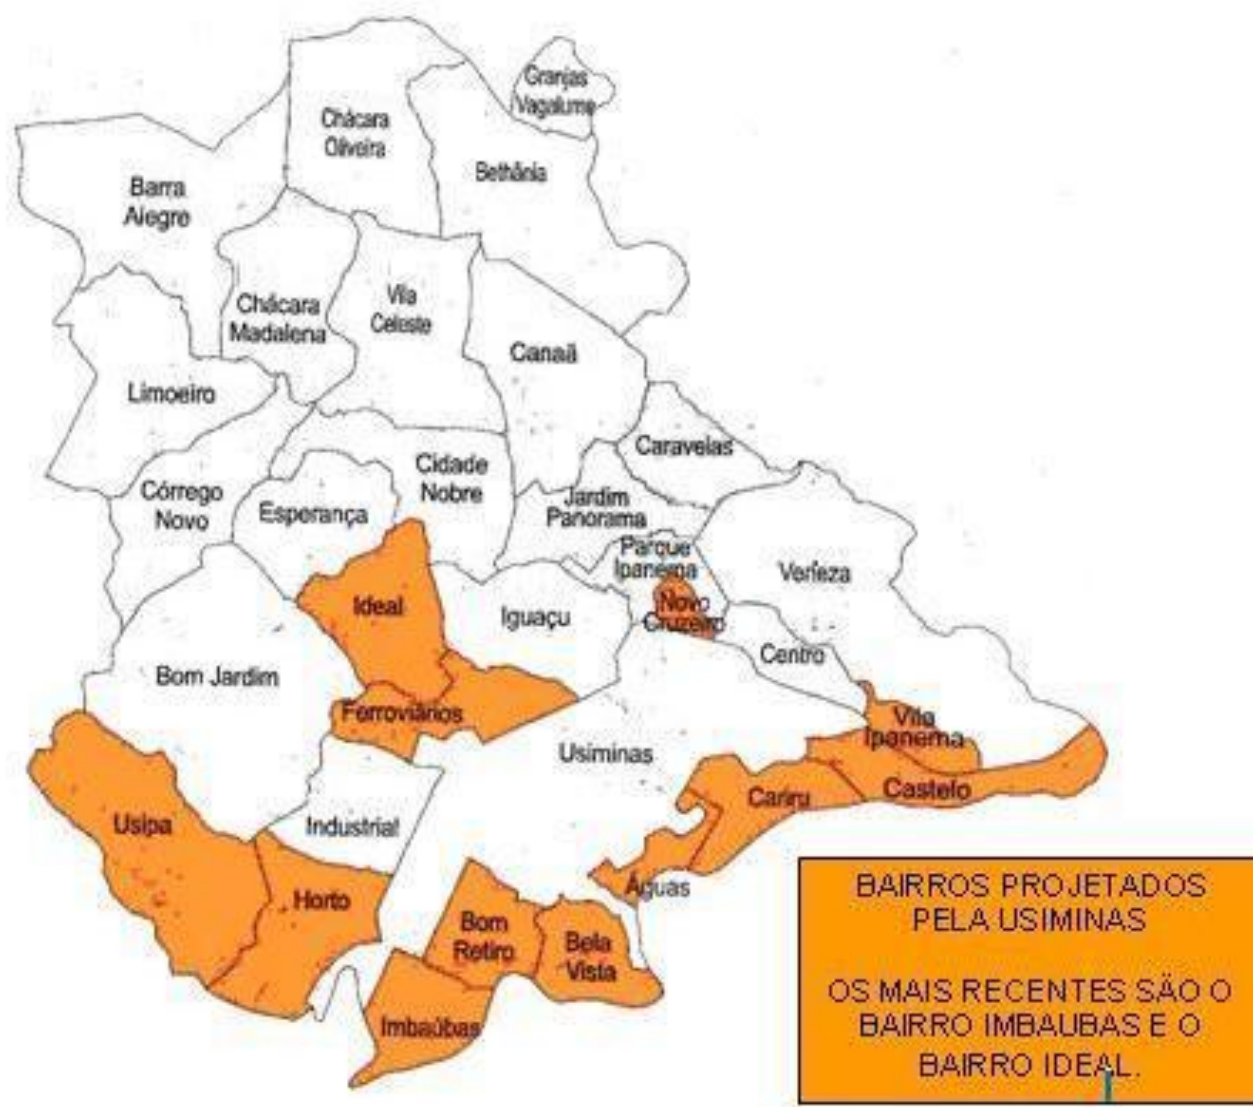 Granjas
Vagalume
Chácara
Oliveira
Bethânia
Barra
Alegre
Chácara
Madalena
Vila
Celeste
Canaã
Limoeiro
Caravelas
Cidade
Nobre
Córrego
Novo
Esperança
Jardim
Panorama
Parque
Ipanema
Veneza
Ideal
Iguaçu
Novo
Cruzeiro
Centro
Bom Jardim
Ferroviários
Vila
Ipanema
Usiminas
Castelo
Cariru
Usipa
Industrial
Águas
Horto
Bom
Retiro
Bela
Vista
Imbaúbas
BAIRROS PROJETADOS
PELA USIMINAS
OS MAIS RECENTES SÃO O
BAIRRO IMBAUBAS E O
BAIRRO IDEAL.